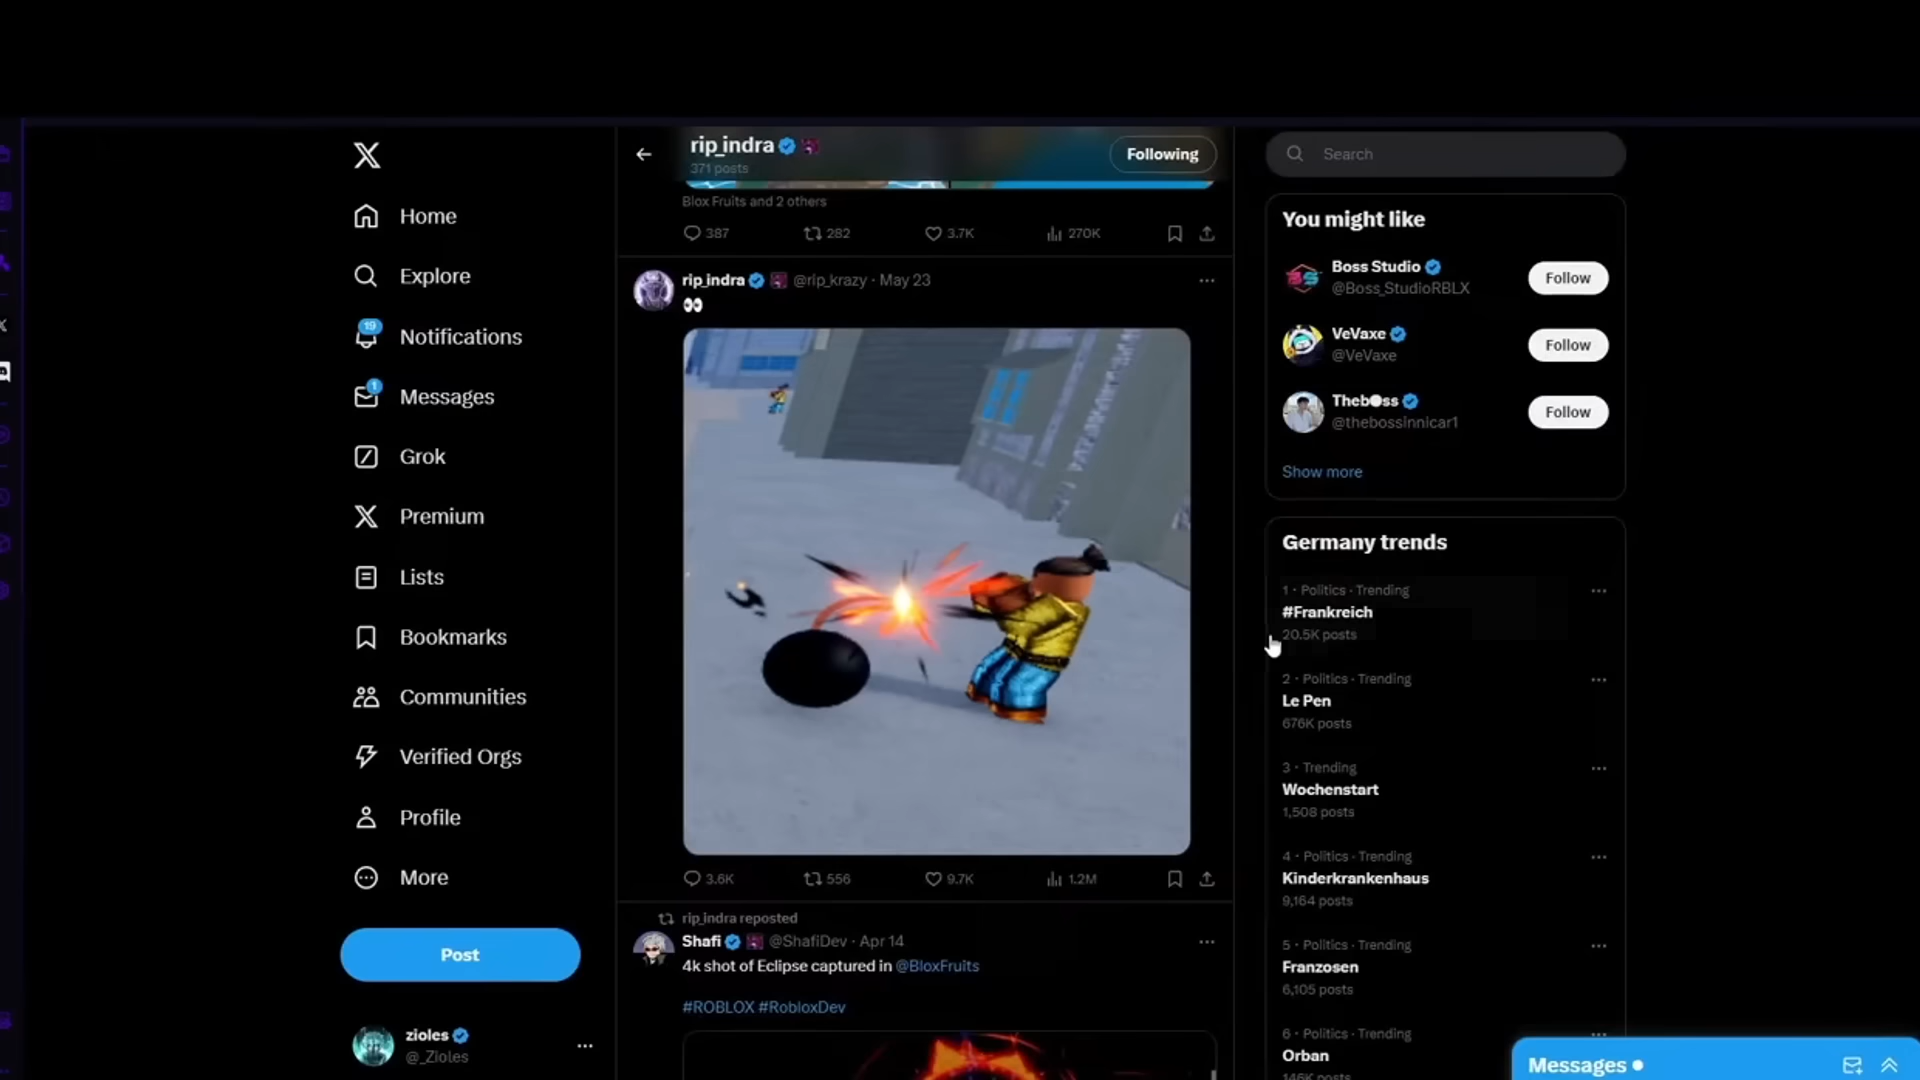 Home
Explore
19
Notifications
1
Messages
Grok
Premium
Lists
Bookmarks
Communities
Verified Orgs
Profile
More
Post
zioles
@_Zioles
rip_indra
371 posts
Following
Blox Fruits and 2 others
387 282 3.7K 270K
rip_indra @rip_krazy · May 23
3.6K 556 9.7K 1.2M
rip_indra reposted
Shafi @ShafiDev · Apr 14
4k shot of Eclipse captured in @BloxFruits
#ROBLOX #RobloxDev
Search
You might like
Boss Studio
@Boss_StudioRBLX
Follow
VeVaxe
@VeVaxe
Follow
@thebossinnicar1
Follow
Show more
Germany trends
1 · Politics · Trending
#Frankreich
20.5K posts
2 · Politics · Trending
Le Pen
676K posts
3 · Trending
Wochenstart
1,508 posts
4 · Politics · Trending
Kinderkrankenhaus
9,164 posts
5 · Politics · Trending
Franzosen
6,105 posts
6 · Politics · Trending
Orban
146K posts
Messages